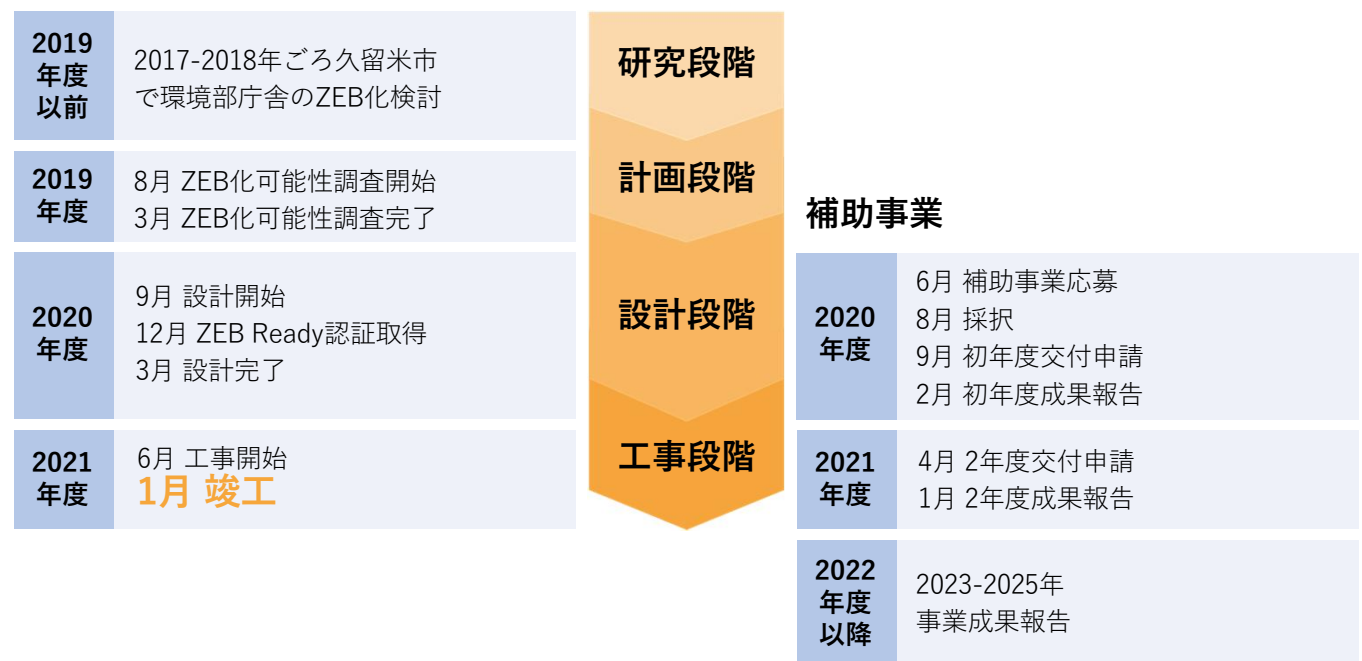 2019
年度
以前
2017-2018年ごろ久留米市
で環境部庁舎のZEB化検討
2019
年度
8月 ZEB化可能性調査開始
3月 ZEB化可能性調査完了
2020
年度
9月 設計開始
12月 ZEB Ready認証取得
3月 設計完了
2021
年度
6月 工事開始
1月 竣工
研究段階
計画段階
設計段階
工事段階
補助事業
2020
年度
6月 補助事業応募
8月 採択
9月 初年度交付申請
2月 初年度成果報告
2021
年度
4月 2年度交付申請
1月 2年度成果報告
2022
年度
以降
2023-2025年
事業成果報告